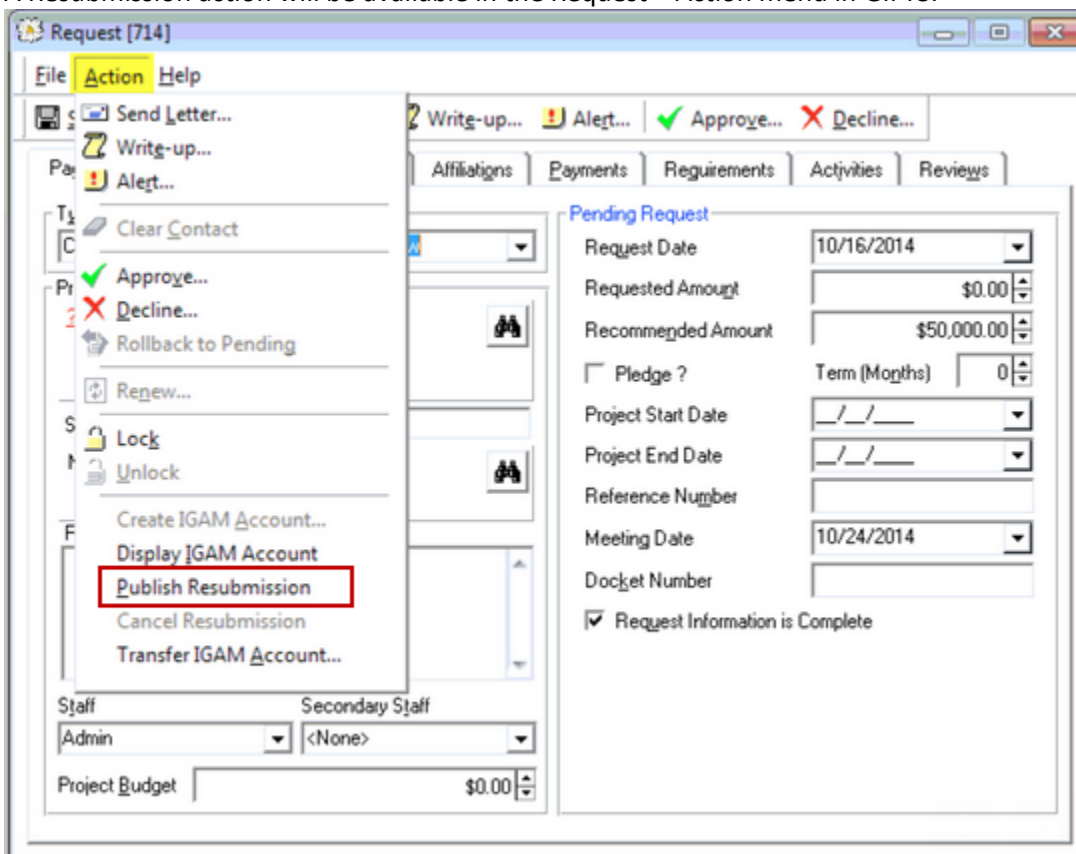 A Resubmission action will be available in the Request – Action menu in GIFTS.
Request [714]
File Action Help
Write-up... Alert... Approve... Decline...
Send Letter...
Write-up...
Alert...
Clear Contact
Approve...
Decline...
Rollback to Pending
Renew...
Lock
Unlock
Create IGAM Account...
Display IGAM Account
Publish Resubmission
Cancel Resubmission
Transfer IGAM Account...
Affiliations Payments Requirements Activities Reviews
Staff Secondary Staff
Admin <None>
Project Budget $0.00
Pending Request
Request Date 10/16/2014
Requested Amount $0.00
Recommended Amount $50,000.00
Pledge ? Term (Months) 0
Project Start Date __/__/____
Project End Date __/__/____
Reference Number
Meeting Date 10/24/2014
Docket Number
Request Information is Complete